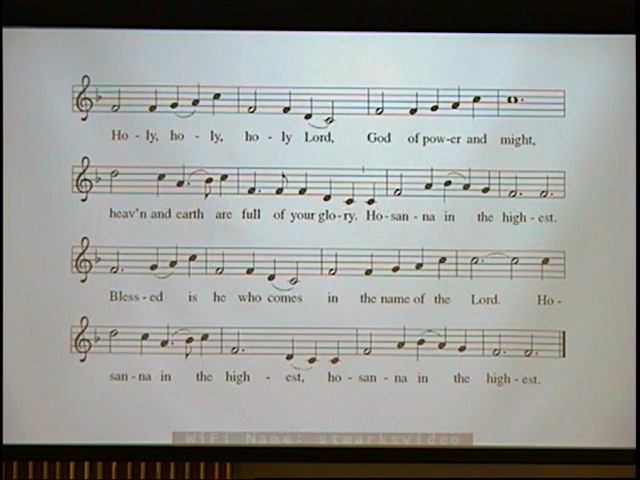 Ho - ly, ho - ly, ho - ly Lord, God of pow-er and might,
heav'n and earth are full of your glo-ry. Ho-san - na in the high - est.
Bless - ed is he who comes in the name of the Lord. Ho-
san - na in the high - est, ho - san - na in the high - est.
WiFi Name: stmarksvideo